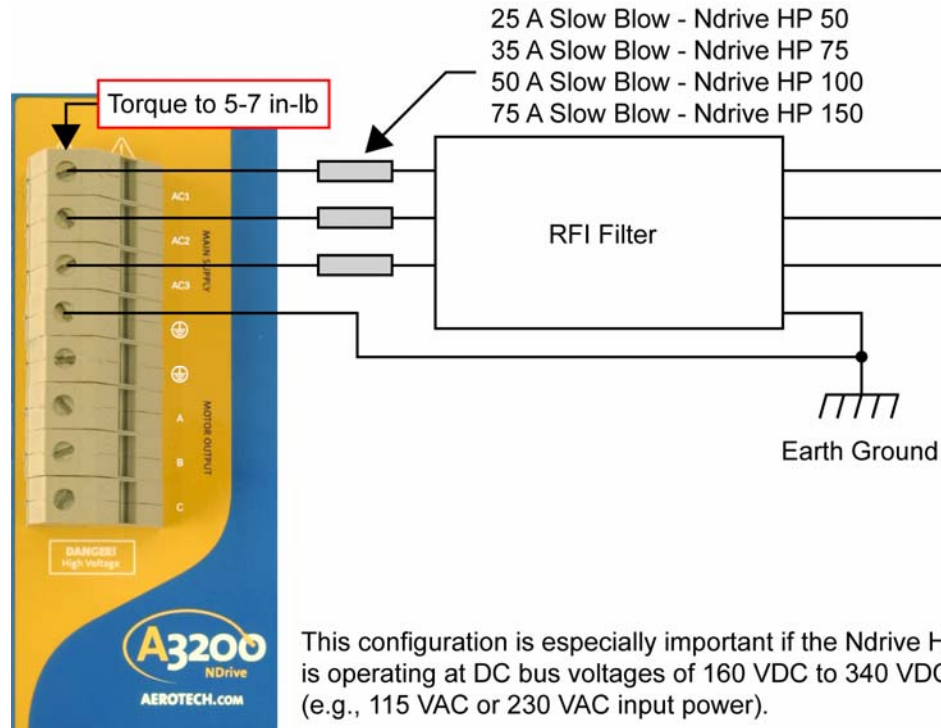 25 A Slow Blow - Ndrive HP 50
35 A Slow Blow - Ndrive HP 75
50 A Slow Blow - Ndrive HP 100
75 A Slow Blow - Ndrive HP 150
Torque to 5-7 in-lb
RFI Filter
AC1
AC2
AC3
MAIN SUPPLY
A
B
C
MOTOR OUTPUT
Earth Ground
DANGER!
High Voltage
A3200
NDrive
AEROTECH.COM
This configuration is especially important if the Ndrive H
is operating at DC bus voltages of 160 VDC to 340 VDC
(e.g., 115 VAC or 230 VAC input power).